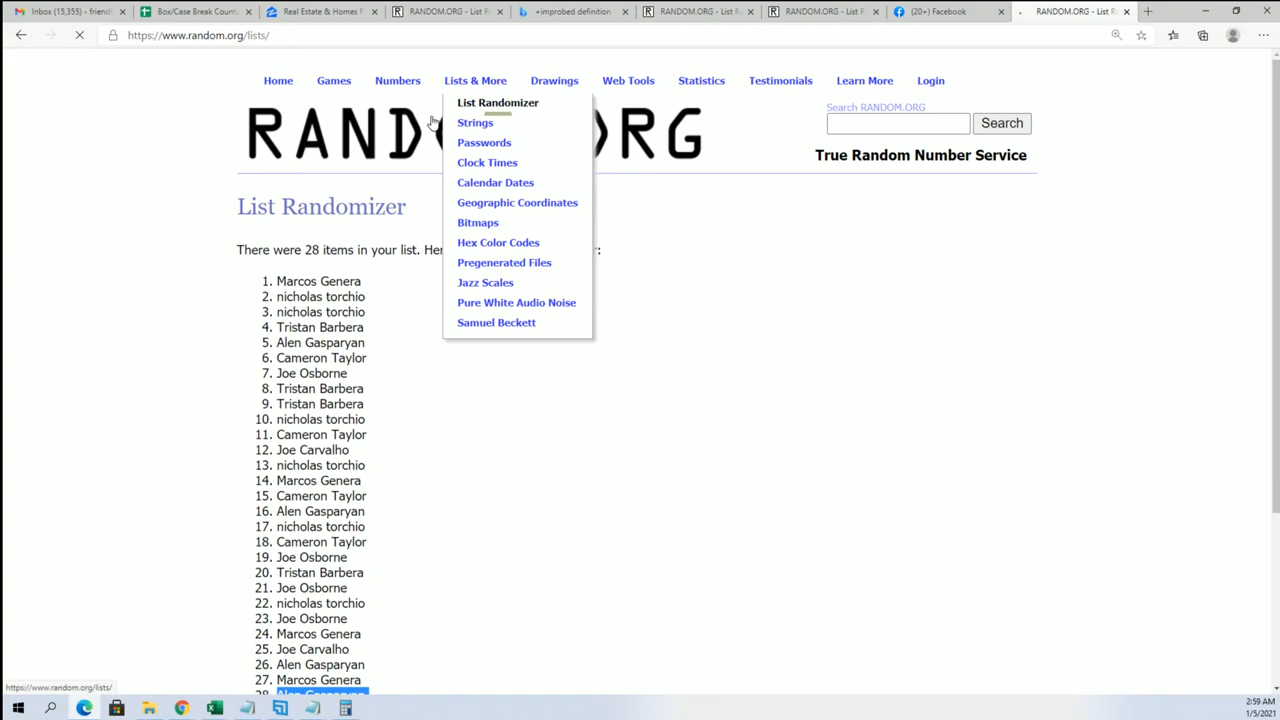 Inbox (15,355) - friendl
Box/Case Break Count
Real Estate & Homes F
RANDOM.ORG - List R
+improbed definition
RANDOM.ORG - List R
RANDOM.ORG - List R
(20+) Facebook
RANDOM.ORG - List R
https://www.random.org/lists/
Home Games Numbers Lists & More Drawings Web Tools Statistics Testimonials Learn More Login
List Randomizer
Strings
Passwords
Clock Times
Calendar Dates
Geographic Coordinates
Bitmaps
Hex Color Codes
Pregenerated Files
Jazz Scales
Pure White Audio Noise
Samuel Beckett
Search RANDOM.ORG
Search
True Random Number Service
List Randomizer
There were 28 items in your list. Her :
1. Marcos Genera
2. nicholas torchio
3. nicholas torchio
4. Tristan Barbera
5. Alen Gasparyan
6. Cameron Taylor
7. Joe Osborne
8. Tristan Barbera
9. Tristan Barbera
10. nicholas torchio
11. Cameron Taylor
12. Joe Carvalho
13. nicholas torchio
14. Marcos Genera
15. Cameron Taylor
16. Alen Gasparyan
17. nicholas torchio
18. Cameron Taylor
19. Joe Osborne
20. Tristan Barbera
21. Joe Osborne
22. nicholas torchio
23. Joe Osborne
24. Marcos Genera
25. Joe Carvalho
26. Alen Gasparyan
27. Marcos Genera
28. Alen Gasparyan
https://www.random.org/lists/
2:59 AM
1/5/2021